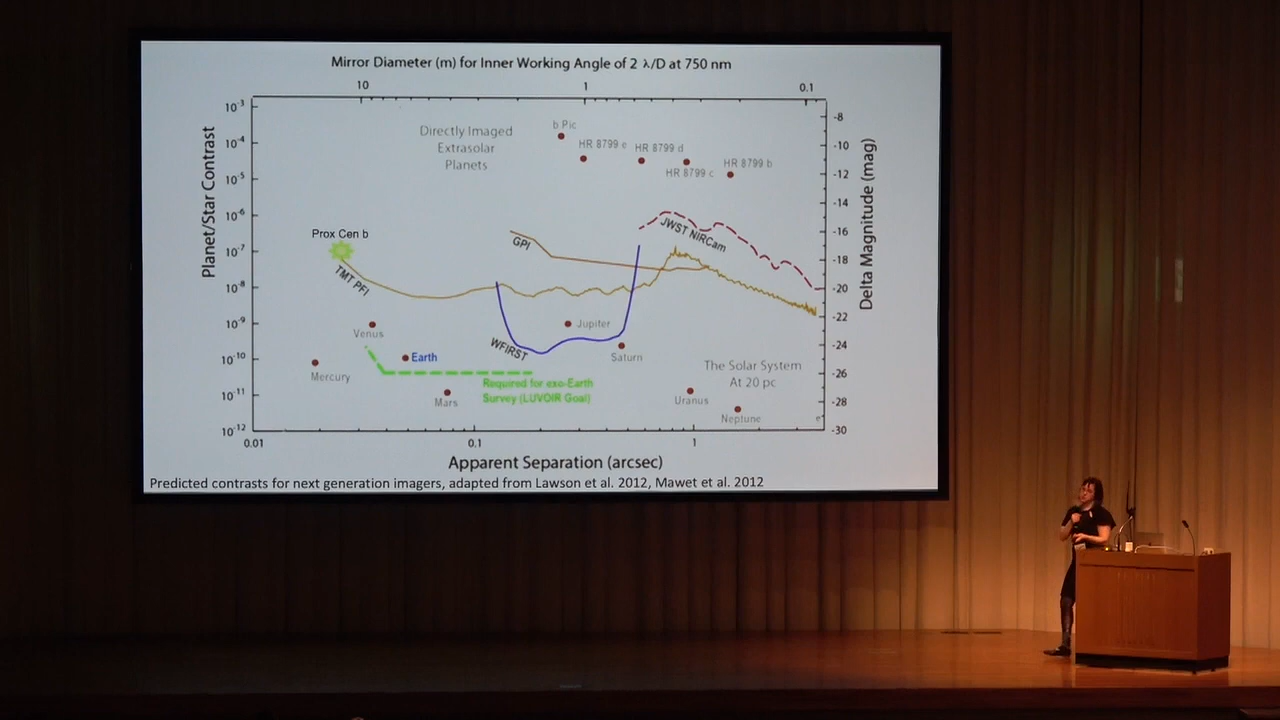 Mirror Diameter (m) for Inner Working Angle of 2 λ/D at 750 nm
10 1 0.1
Planet/Star Contrast
10⁻³
10⁻⁴
10⁻⁵
10⁻⁶
10⁻⁷
10⁻⁸
10⁻⁹
10⁻¹⁰
10⁻¹¹
10⁻¹²
Directly Imaged
Extrasolar
Planets
b Pic
HR 8799 e
HR 8799 d
HR 8799 c
HR 8799 b
Prox Cen b
TMT PFI
GPI
JWST NIRCam
Venus
Jupiter
WFIRST
Saturn
Earth
Mercury
Mars
Required for exo-Earth
Survey (LUVOIR Goal)
The Solar System
At 20 pc
Uranus
Neptune
e
-8
-10
-12
-14
-16
-18
-20
-22
-24
-26
-28
-30
Delta Magnitude (mag)
0.01 0.1 1
Apparent Separation (arcsec)
Predicted contrasts for next generation imagers, adapted from Lawson et al. 2012, Mawet et al. 2012